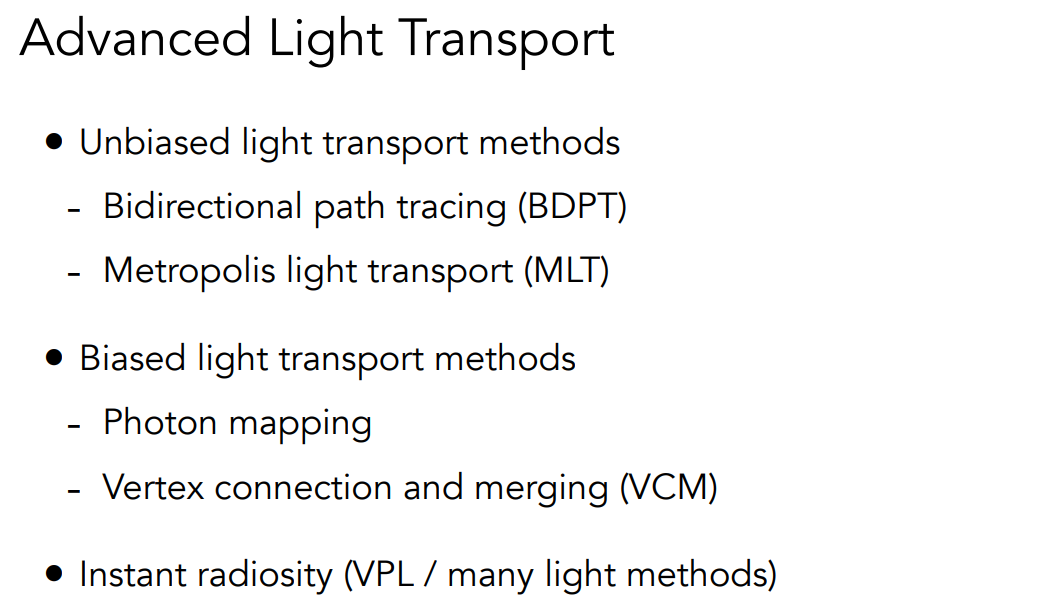 Advanced Light Transport
● Unbiased light transport methods
- Bidirectional path tracing (BDPT)
- Metropolis light transport (MLT)
● Biased light transport methods
- Photon mapping
- Vertex connection and merging (VCM)
● Instant radiosity (VPL / many light methods)